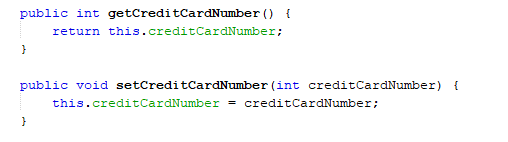 public int getCreditCardNumber() {
    return this.creditCardNumber;
}

public void setCreditCardNumber(int creditCardNumber) {
    this.creditCardNumber = creditCardNumber;
}